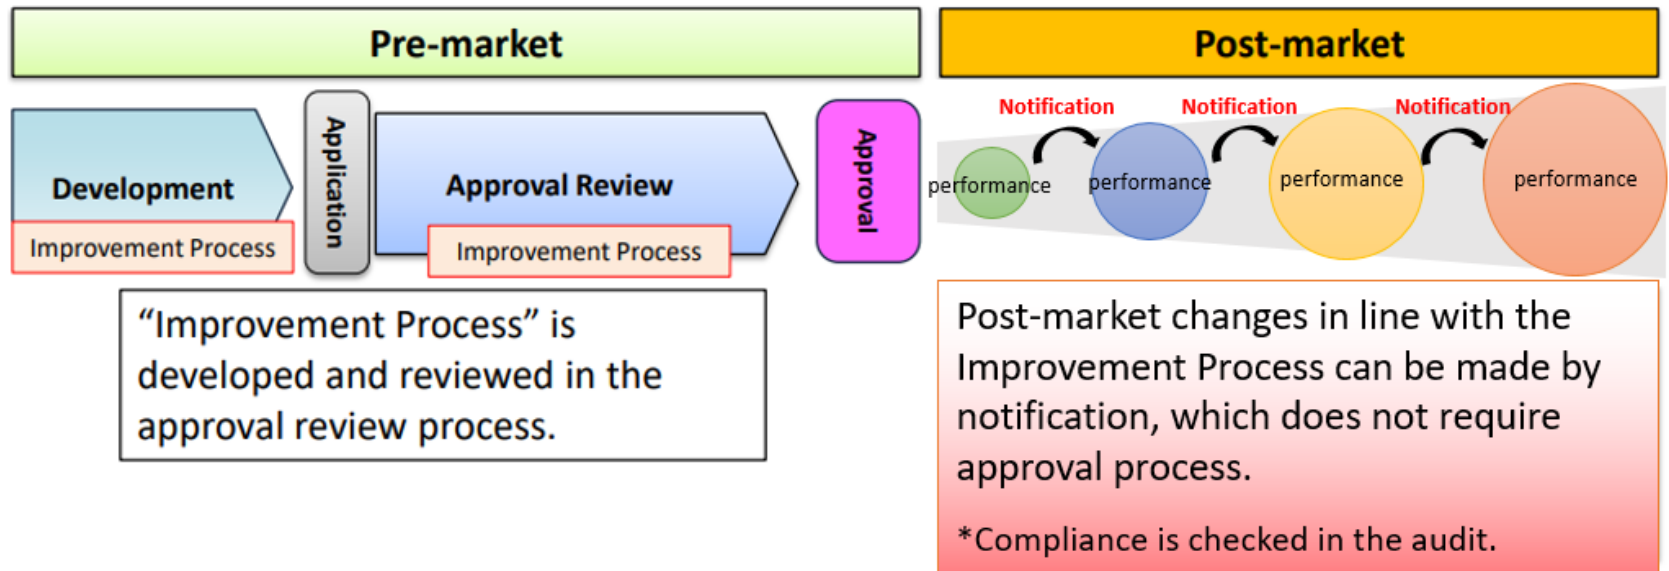 Pre-market
Post-market
Development
Improvement Process
Application
Approval Review
Improvement Process
Approval
Notification
Notification
Notification
performance
performance
performance
performance
“Improvement Process” is
developed and reviewed in the
approval review process.
Post-market changes in line with the
Improvement Process can be made by
notification, which does not require
approval process.
*Compliance is checked in the audit.